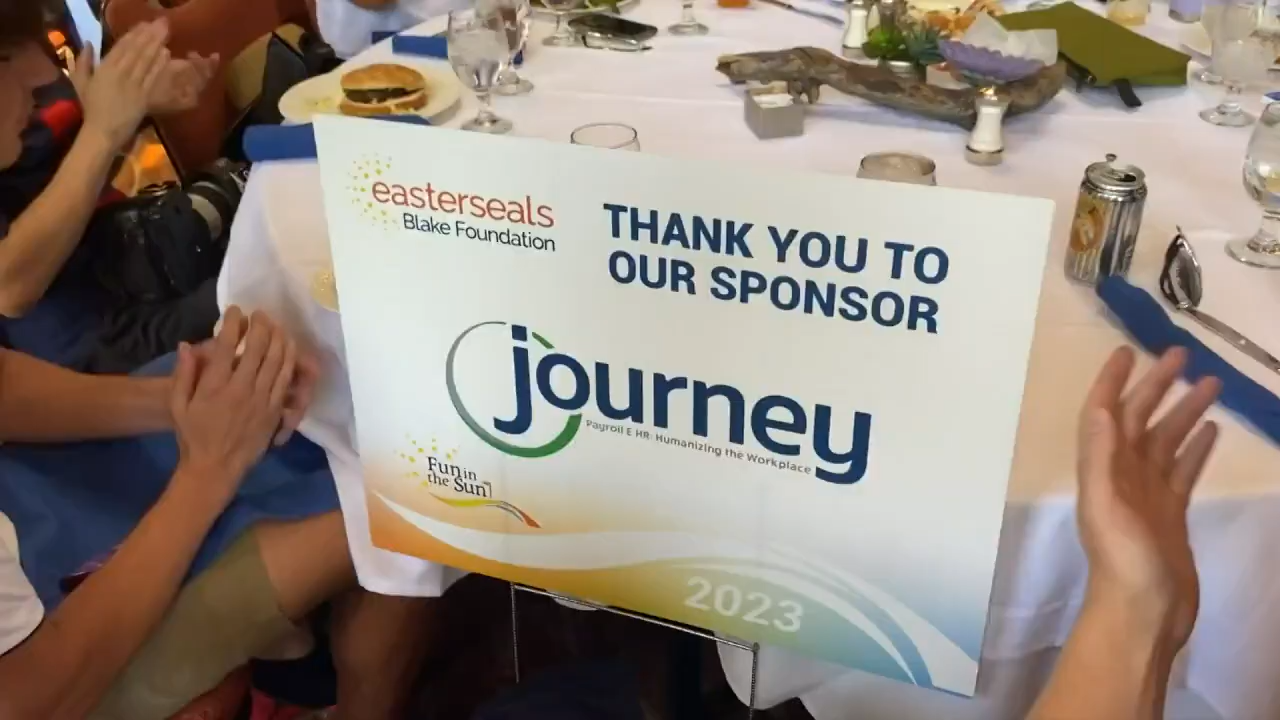 easterseals
Blake Foundation
THANK YOU TO
OUR SPONSOR
journey
Payroll & HR: Humanizing the Workplace
Fun in
the Sun
2023